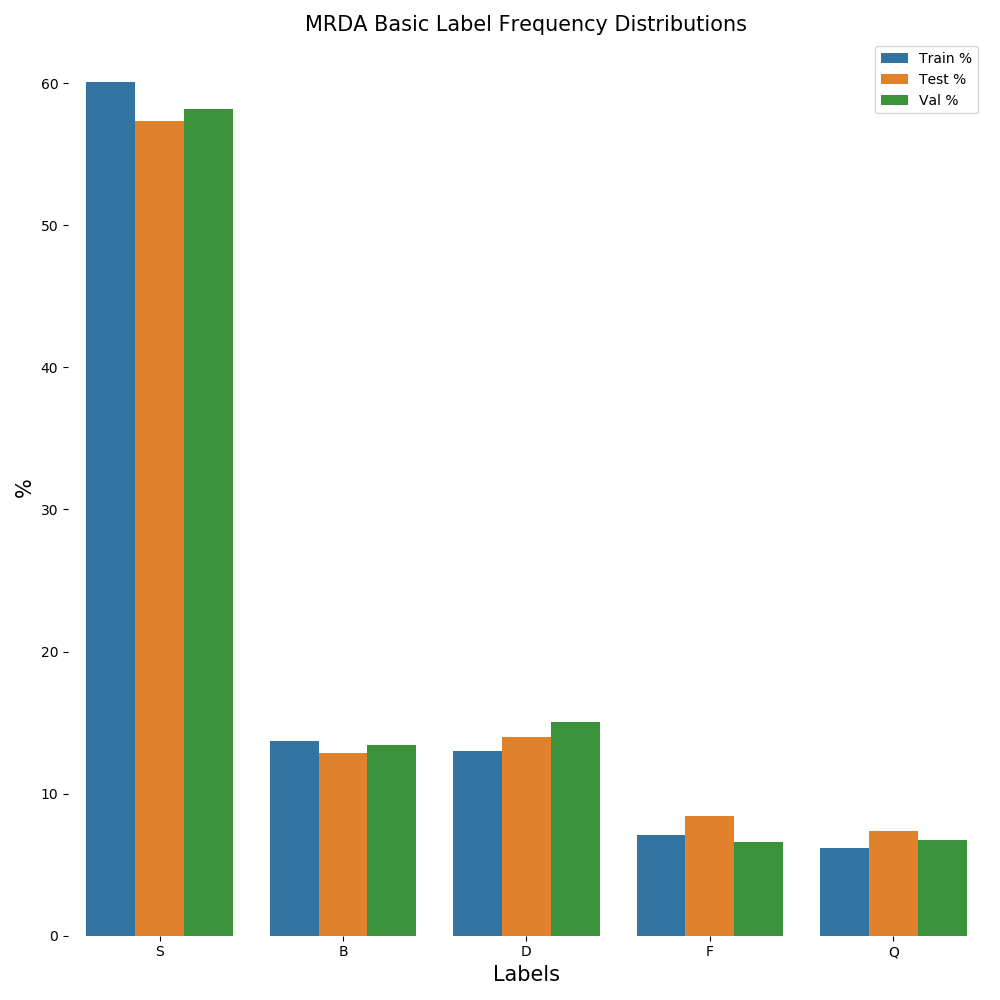 MRDA Basic Label Frequency Distributions
Train %
Test %
Val %
%
60
50
40
30
20
10
0
S B D F Q
Labels